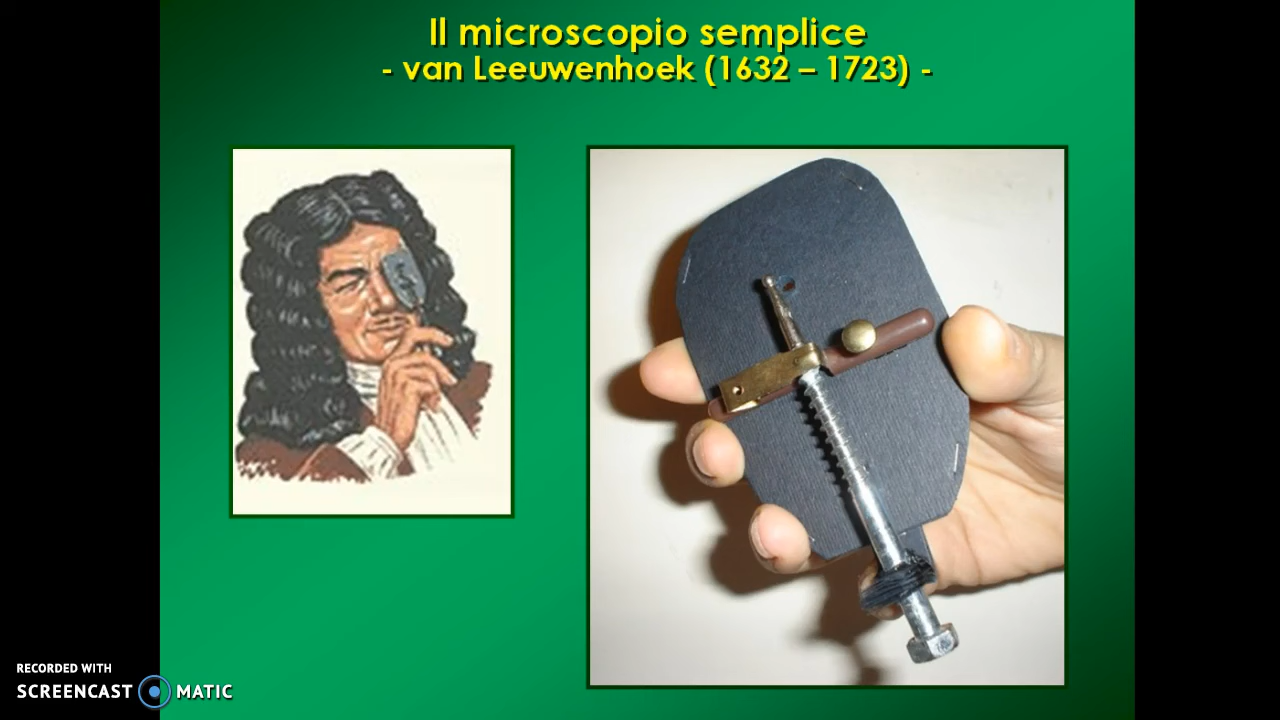 Il microscopio semplice
- van Leeuwenhoek (1632 – 1723) -
RECORDED WITH
SCREENCAST MATIC